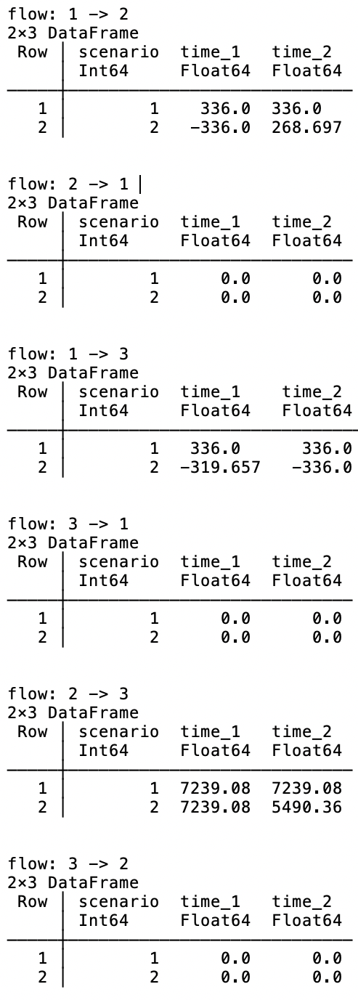 flow: 1 -> 2
2×3 DataFrame
Row scenario time_1 time_2
Int64 Float64 Float64
1 1 336.0 336.0
2 2 -336.0 268.697
flow: 2 -> 1
2×3 DataFrame
Row scenario time_1 time_2
Int64 Float64 Float64
1 1 0.0 0.0
2 2 0.0 0.0
flow: 1 -> 3
2×3 DataFrame
Row scenario time_1 time_2
Int64 Float64 Float64
1 1 336.0 336.0
2 2 -319.657 -336.0
flow: 3 -> 1
2×3 DataFrame
Row scenario time_1 time_2
Int64 Float64 Float64
1 1 0.0 0.0
2 2 0.0 0.0
flow: 2 -> 3
2×3 DataFrame
Row scenario time_1 time_2
Int64 Float64 Float64
1 1 7239.08 7239.08
2 2 7239.08 5490.36
flow: 3 -> 2
2×3 DataFrame
Row scenario time_1 time_2
Int64 Float64 Float64
1 1 0.0 0.0
2 2 0.0 0.0